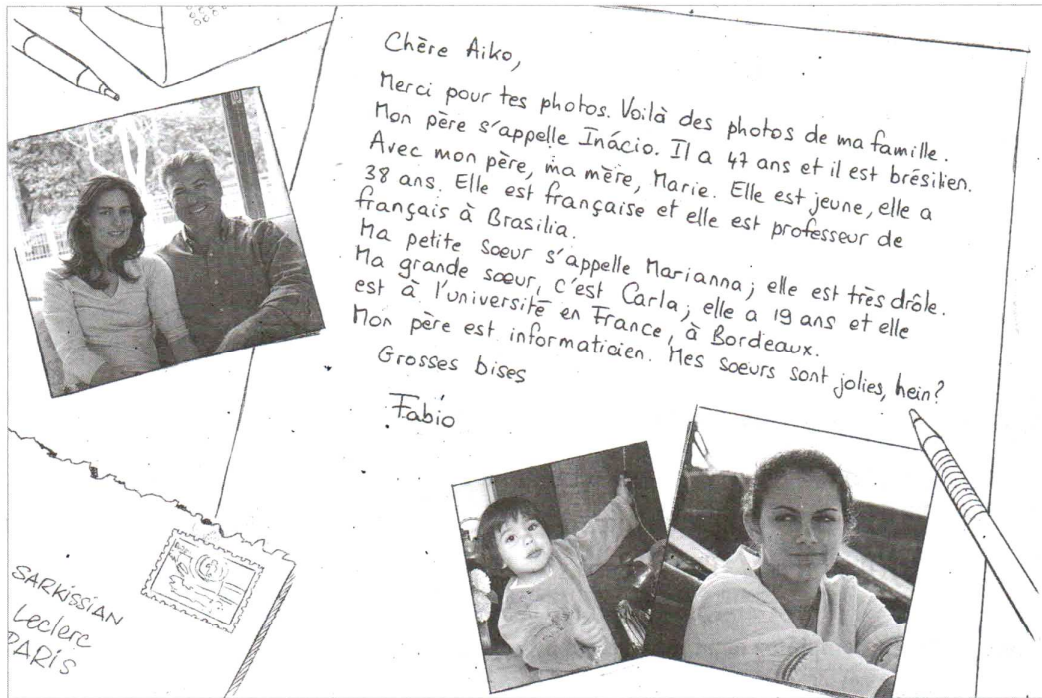 Chère Aiko,
Merci pour tes photos. Voilà des photos de ma famille.
Mon père s'appelle Inácio. Il a 47 ans et il est brésilien.
Avec mon père, ma mère, Marie. Elle est jeune, elle a
38 ans. Elle est française et elle est professeur de
français à Brasilia.
Ma petite soeur s'appelle Marianna; elle est très drôle.
Ma grande soeur, c'est Carla; elle a 19 ans et elle
est à l'université en France, à Bordeaux.
Mon père est informaticien. Mes soeurs sont jolies, hein?
Grosses bises
Fabio
SARKISSIAN
Leclerc
PARIS